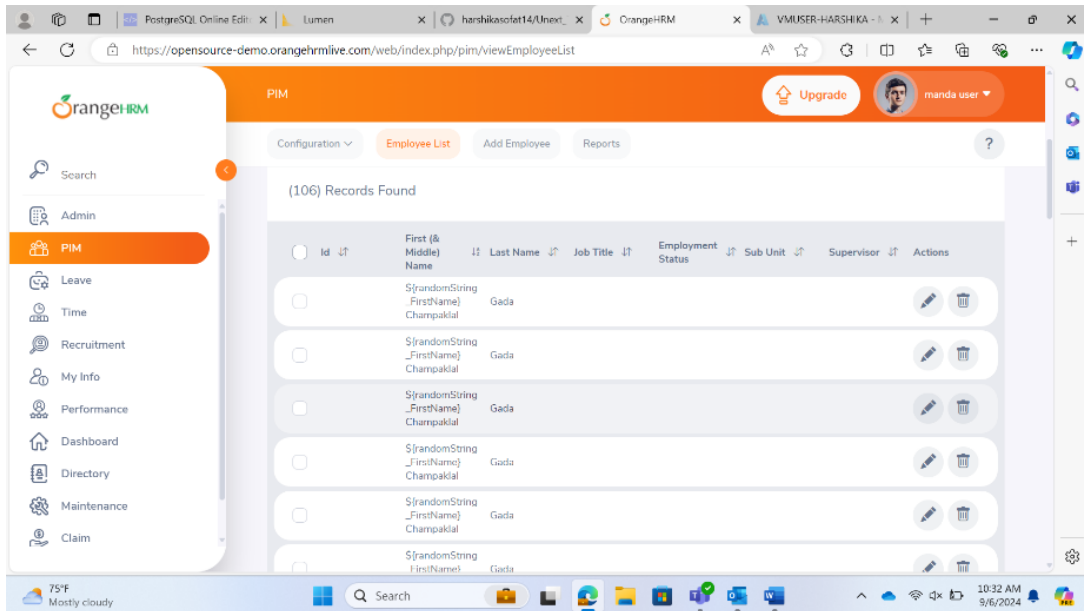 PostgreSQL Online Edit
Lumen
harshikasofat14/Unext_
OrangeHRM
VMUSER-HARSHIKA -
https://opensource-demo.orangehrmlive.com/web/index.php/pim/viewEmployeeList
OrangeHRM
PIM
Upgrade
manda user
Configuration
Employee List
Add Employee
Reports
?
Search
Admin
PIM
Leave
Time
Recruitment
My Info
Performance
Dashboard
Directory
Maintenance
Claim
(106) Records Found
Id
First (& Middle) Name
Last Name
Job Title
Employment Status
Sub Unit
Supervisor
Actions
${randomString
_FirstName} Gada
Champaklal
${randomString
_FirstName} Gada
Champaklal
${randomString
_FirstName} Gada
Champaklal
${randomString
_FirstName} Gada
Champaklal
${randomString
_FirstName} Gada
Champaklal
${randomString
_FirstName} Gada
75°F
Mostly cloudy
Search
10:32 AM
9/6/2024